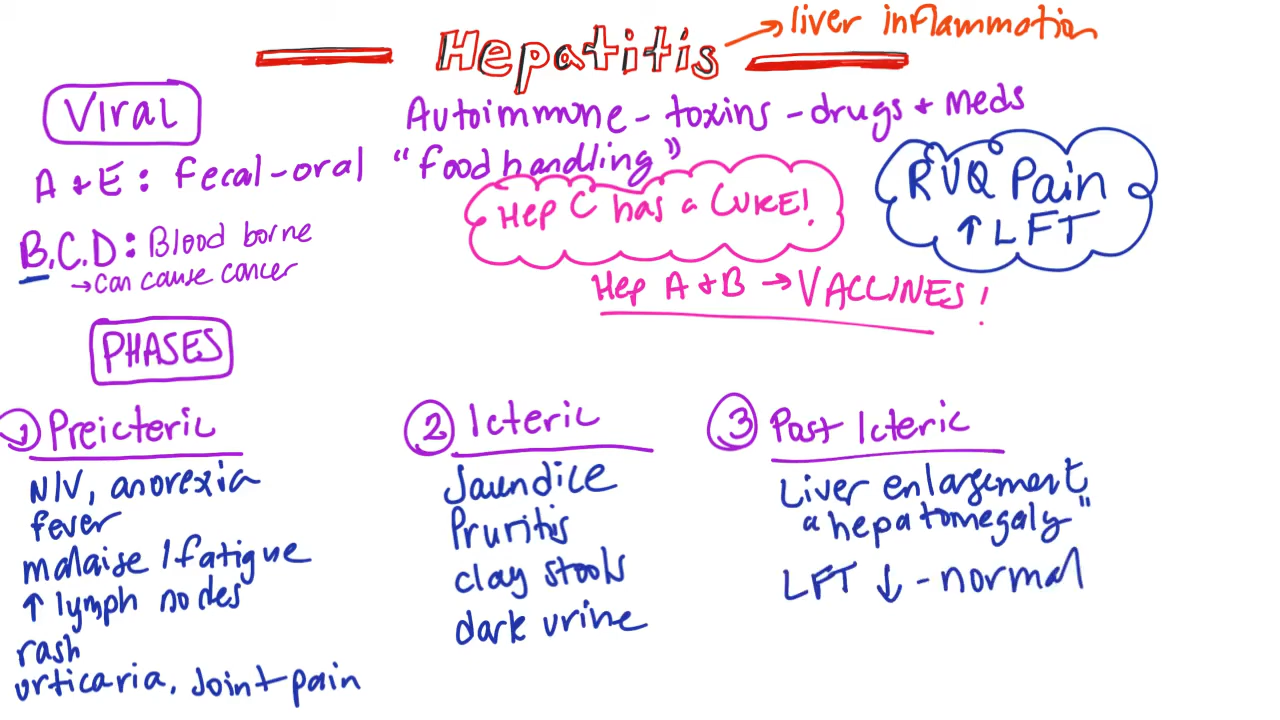 Hepatitis → liver inflammation
Viral
Autoimmune - toxins - drugs + meds
A + E : fecal-oral "food handling"
RUQ Pain
↑ LFT
Hep C has a CURE!
B.C.D : Blood borne
→ Can cause cancer
Hep A + B → VACCINES !
PHASES
1 Preicteric
N/V, anorexia
fever
malaise / fatigue
↑ lymph nodes
rash
urticaria, Joint pain
2 Icteric
Jaundice
Pruritis
clay stools
dark urine
3 Post Icteric
Liver enlargement
"hepatomegaly"
LFT ↓ - normal